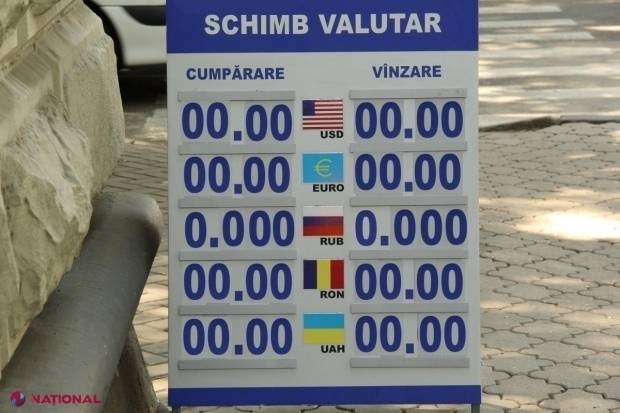 SCHIMB VALUTAR
CUMPĂRARE VÎNZARE
00.00 USD 00.00
00.00 € EURO 00.00
0.000 RUB 0.000
00.00 RON 00.00
00.00 UAH 00.00
NAȚIONAL